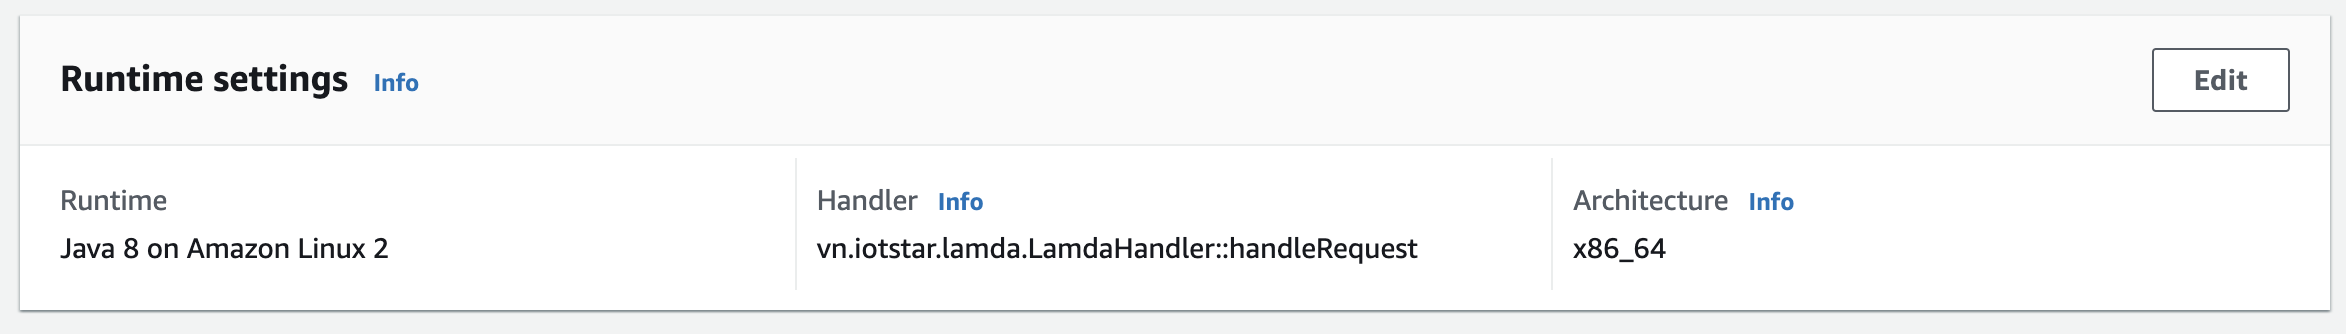 Runtime settings Info
Edit
Runtime
Java 8 on Amazon Linux 2
Handler Info
vn.iotstar.lamda.LamdaHandler::handleRequest
Architecture Info
x86_64